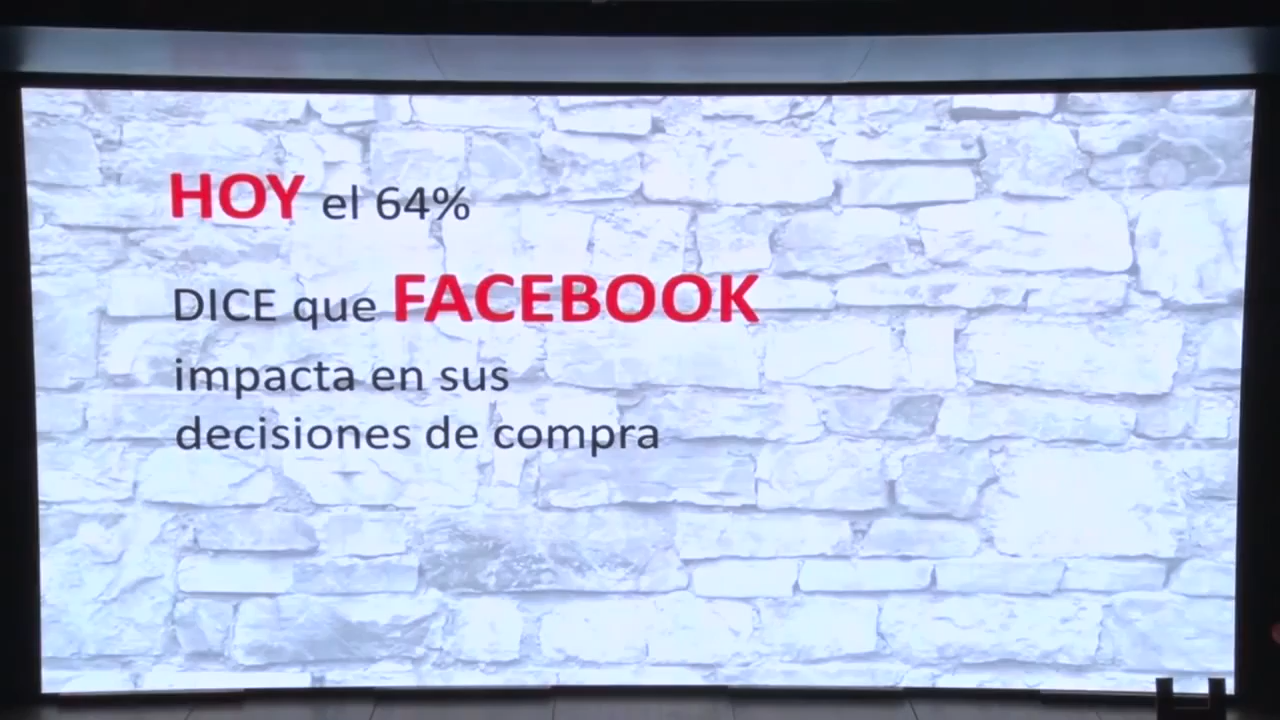 HOY el 64%
DICE que FACEBOOK
impacta en sus
decisiones de compra